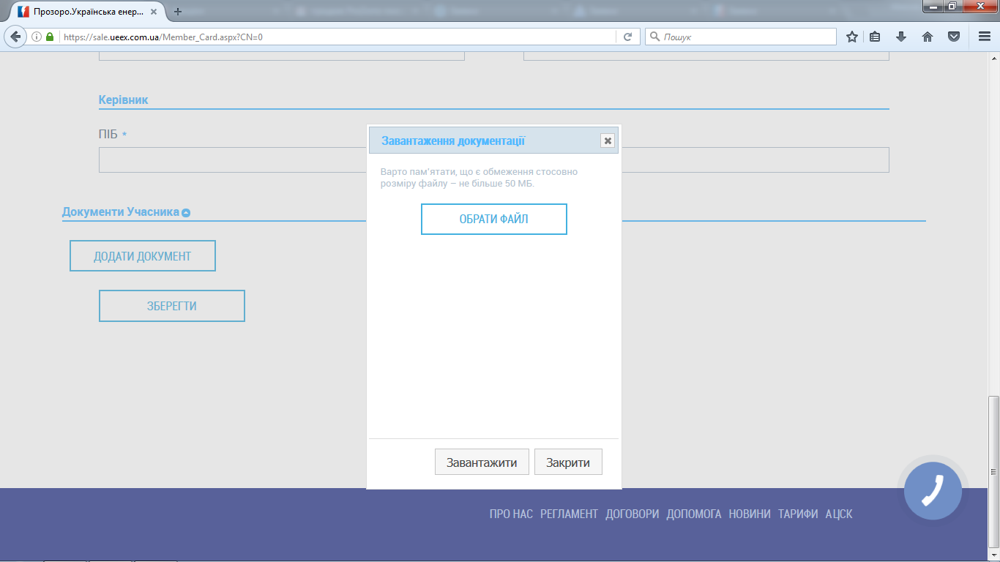 Прозоро.Українська енер...
https://sale.ueex.com.ua/Member_Card.aspx?CN=0
Пошук
Керівник
ПІБ *
Завантаження документації
Варто пам'ятати, що є обмеження стосовно
розміру файлу – не більше 50 МБ.
ОБРАТИ ФАЙЛ
Документи Учасника
ДОДАТИ ДОКУМЕНТ
ЗБЕРЕГТИ
Завантажити
Закрити
ПРО НАС РЕГЛАМЕНТ ДОГОВОРИ ДОПОМОГА НОВИНИ ТАРИФИ АЦСК